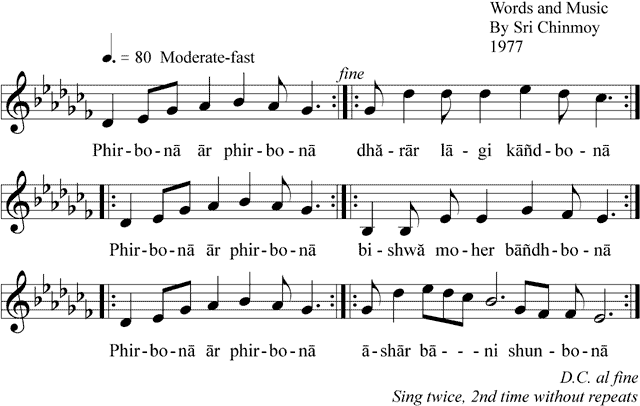 Words and Music
By Sri Chinmoy
1977
= 80 Moderate-fast
fine
Phir-bo-nā ār phir-bo-nā dhă-rār lā-gi kāñd-bo-nā
Phir-bo-nā ār phir-bo-nā bi-shwă mo-her bāñdh-bo-nā
Phir-bo-nā ār phir-bo-nā ā-shār bā---ni shun-bo-nā
D.C. al fine
Sing twice, 2nd time without repeats